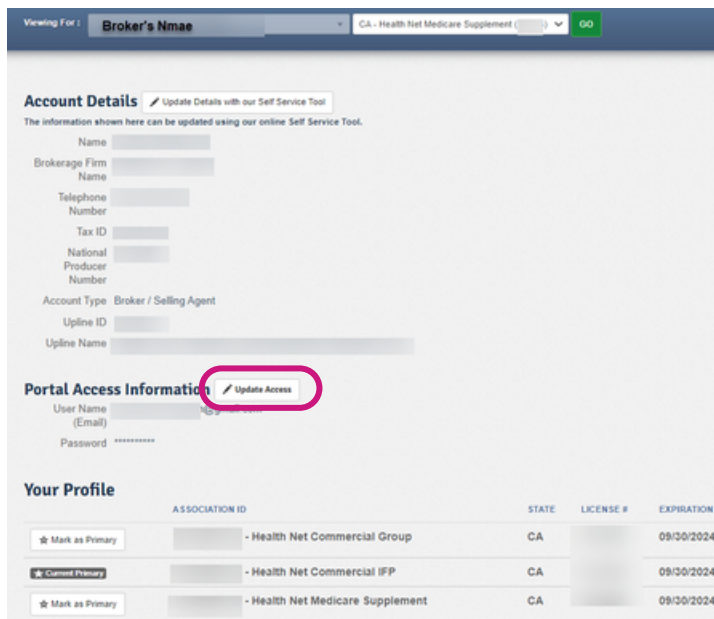 Viewing For : Broker's Nmae CA - Health Net Medicare Supplement ( ) GO
Account Details Update Details with our Self Service Tool
The information shown here can be updated using our online Self Service Tool.
Name
Brokerage Firm
Name
Telephone
Number
Tax ID
National
Producer
Number
Account Type Broker / Selling Agent
Upline ID
Upline Name
Portal Access Information Update Access
User Name
(Email)
Password **********
Your Profile
ASSOCIATION ID STATE LICENSE # EXPIRATION
Mark as Primary - Health Net Commercial Group CA 09/30/2024
Current Primary - Health Net Commercial IFP CA 09/30/2024
Mark as Primary - Health Net Medicare Supplement CA 09/30/2024